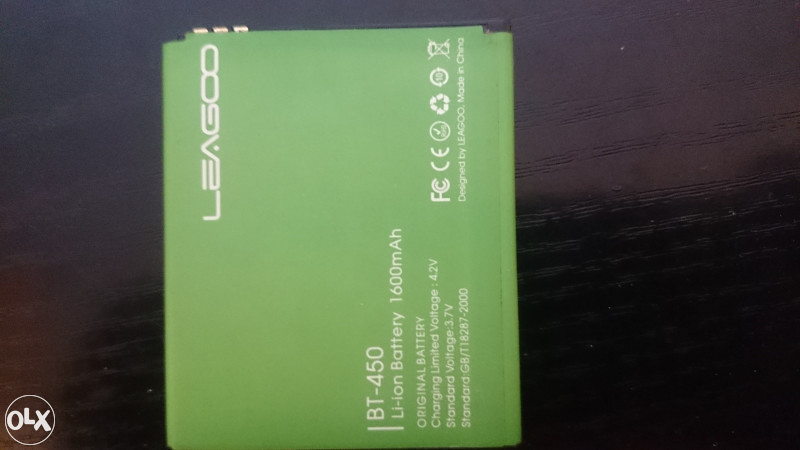 LEAGOO
BT-450
Li-ion Battery 1600mAh
ORIGINAL BATTERY
Charging Limited Voltage : 4.2V
Standard Voltage:3.7V
Standard:GB/T18287-2000
FC CE 10
Designed by LEAGOO, Made in China
OLX